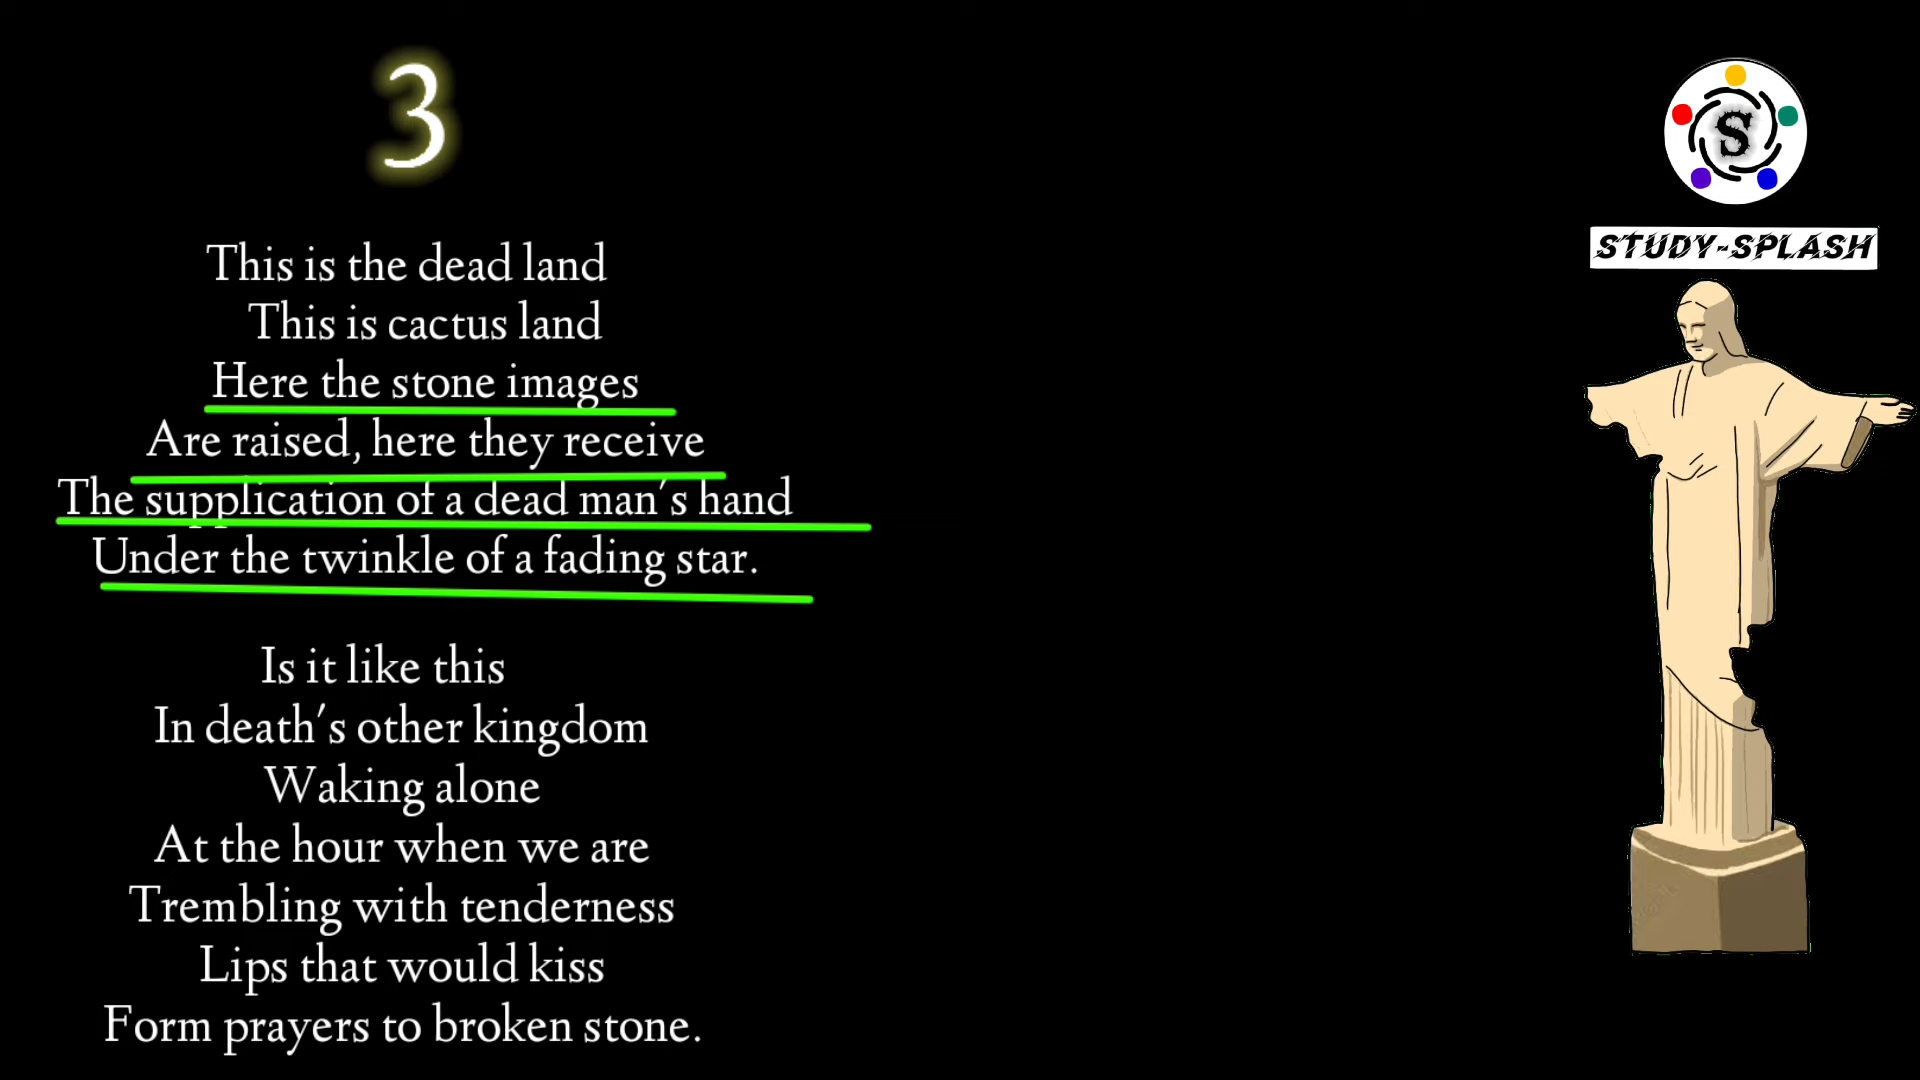 3
This is the dead land
This is cactus land
Here the stone images
Are raised, here they receive
The supplication of a dead man's hand
Under the twinkle of a fading star.
Is it like this
In death's other kingdom
Waking alone
At the hour when we are
Trembling with tenderness
Lips that would kiss
Form prayers to broken stone.
S
STUDY-SPLASH